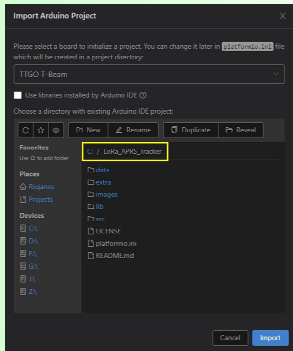 Import Arduino Project
Please select a board to initialize a project. You can change it later in platformio.ini file
which will be created in a project directory:
TTGO T-Beam
Use libraries installed by Arduino IDE
Choose a directory with existing Arduino IDE project:
New Rename Duplicate Reveal
Favorites
Use ☆ to add folder
Places
Projects
Devices
C:\
D:\
F:\
G:\
Z:\
/ LoRa_APRS_Tracker
data
extra
images
lib
src
LICENSE
platformio.ini
README.md
Cancel Import